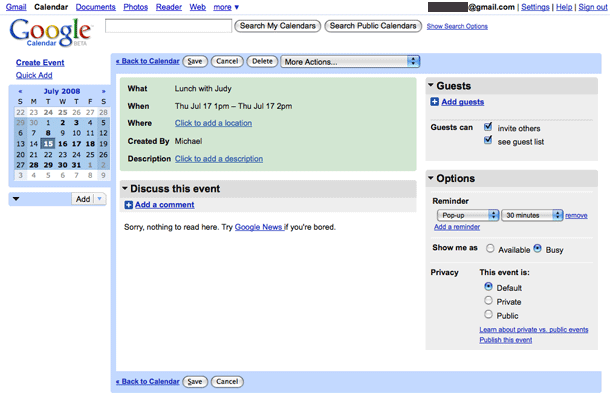 Gmail Calendar Documents Photos Reader Web more ▼
@gmail.com | Settings | Help | Sign out
Google
Calendar BETA
Search My Calendars Search Public Calendars Show Search Options
Create Event
Quick Add
« July 2008 »
S M T W T F S
22 23 24 25 26 27 28
29 30 1 2 3 4 5
6 7 8 9 10 11 12
13 14 15 16 17 18 19
20 21 22 23 24 25 26
27 28 29 30 31 1 2
3 4 5 6 7 8 9
Add
« Back to Calendar Save Cancel Delete More Actions...
What Lunch with Judy
When Thu Jul 17 1pm – Thu Jul 17 2pm
Where Click to add a location
Created By Michael
Description Click to add a description
Discuss this event
Add a comment
Sorry, nothing to read here. Try Google News if you're bored.
Guests
Add guests
Guests can invite others
see guest list
Options
Reminder
Pop-up 30 minutes remove
Add a reminder
Show me as Available Busy
Privacy This event is:
Default
Private
Public
Learn about private vs. public events
Publish this event
« Back to Calendar Save Cancel